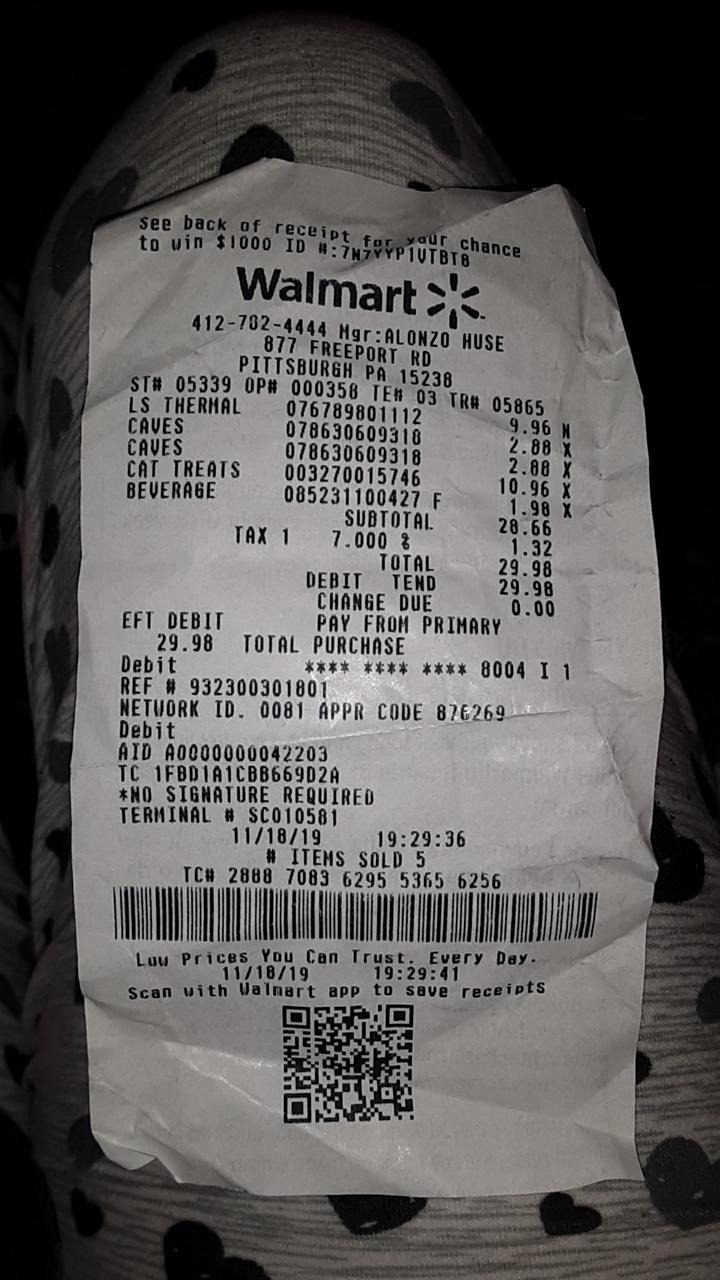 See back of receipt for your chance
to win $1000 ID #:7N7YYP1VTBT8
Walmart
412-782-4444 Mgr:ALONZO HUSE
877 FREEPORT RD
PITTSBURGH PA 15238
ST# 05339 OP# 000358 TE# 03 TR# 05865
LS THERMAL 076789801112 9.96 N
CAVES 078630609318 2.88 X
CAVES 078630609318 2.88 X
CAT TREATS 003270015746 10.96 X
BEVERAGE 085231100427 F 1.98 X
SUBTOTAL 28.66
TAX 1 7.000 % 1.32
TOTAL 29.98
DEBIT TEND 29.98
CHANGE DUE 0.00
EFT DEBIT PAY FROM PRIMARY
29.98 TOTAL PURCHASE
Debit **** **** **** 8004 I 1
REF # 932300301801
NETWORK ID. 0081 APPR CODE 876269
Debit
AID A0000000042203
TC 1FBD1A1CBB669D2A
*NO SIGNATURE REQUIRED
TERMINAL # SC010581
11/18/19 19:29:36
# ITEMS SOLD 5
TC# 2888 7083 6295 5365 6256
Low Prices You Can Trust. Every Day.
11/18/19 19:29:41
Scan with Walmart app to save receipts